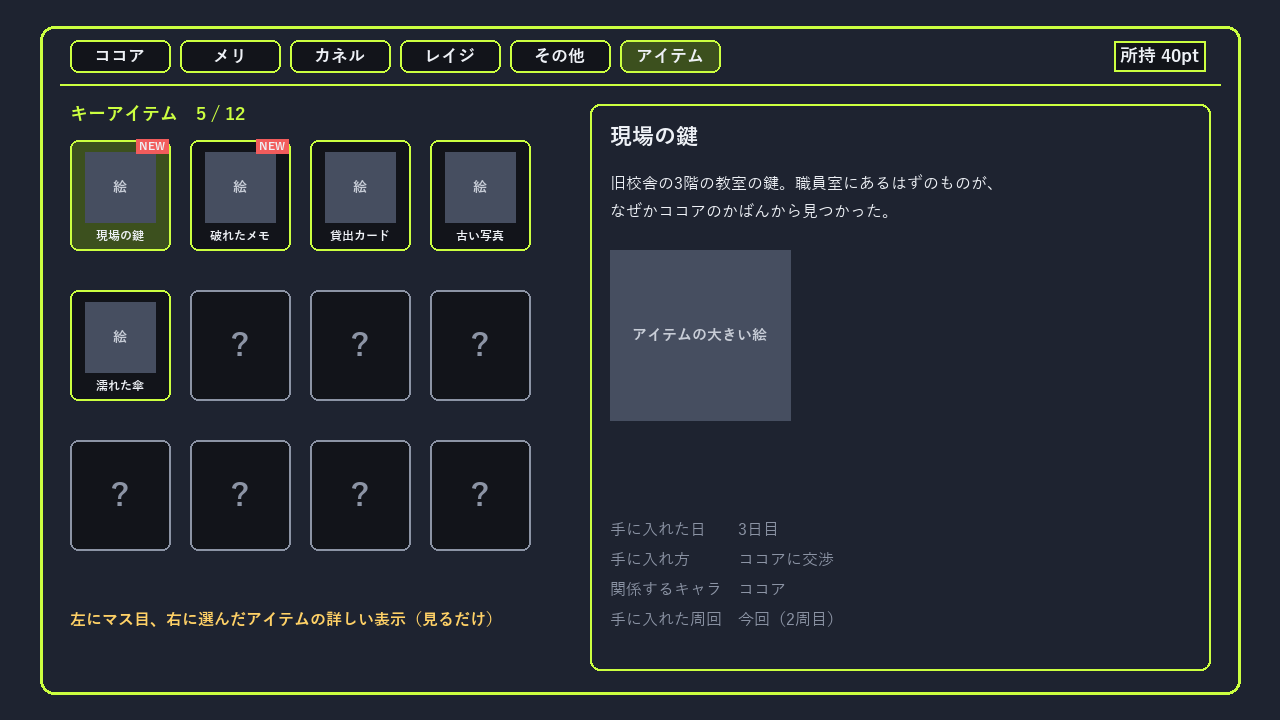 ココア
メリ
カネル
レイジ
その他
アイテム
所持 40pt
キーアイテム 5 / 12
NEW
絵
現場の鍵
NEW
絵
破れたメモ
絵
貸出カード
絵
古い写真
絵
濡れた傘
?
?
?
?
?
?
?
左にマス目、右に選んだアイテムの詳しい表示（見るだけ）
現場の鍵
旧校舎の3階の教室の鍵。職員室にあるはずのものが、
なぜかココアのかばんから見つかった。
アイテムの大きい絵
手に入れた日 3日目
手に入れ方 ココアに交渉
関係するキャラ ココア
手に入れた周回 今回（2周目）